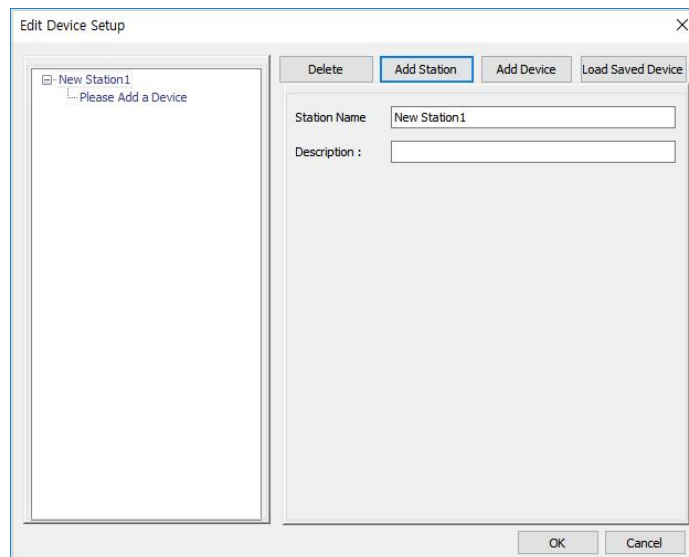 Edit Device Setup
New Station1
Please Add a Device
Delete Add Station Add Device Load Saved Device
Station Name New Station1
Description :
OK Cancel